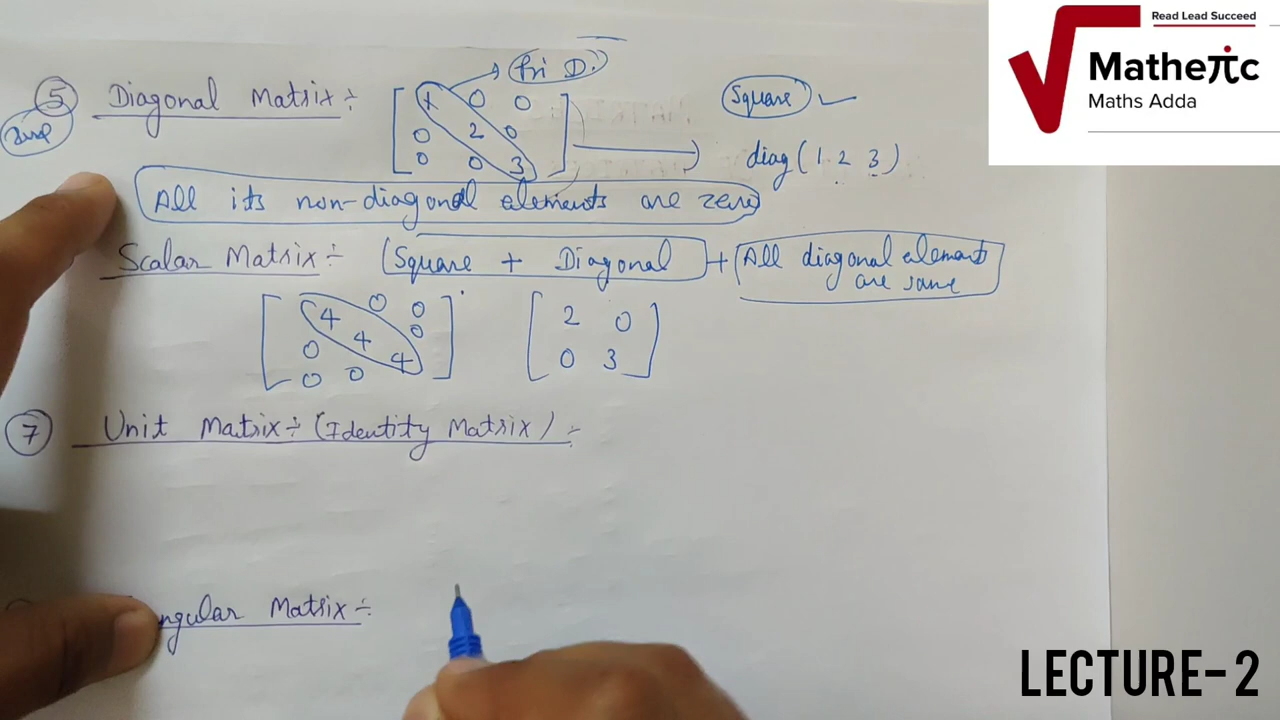 Read Lead Succeed
Matheπc
Maths Adda
⑤ Diagonal Matrix ÷ [ 1 0 0 → Pri D. Square ✓
0 2 0
0 0 3 ] → diag ( 1 2 3 )
All its non-diagonal elements are zero
Scalar Matrix ÷ (Square + Diagonal) + All diagonal elements
are same
[ 4 0 0 [ 2 0
0 4 0 0 3 ]
0 0 4 ]
⑦ Unit Matrix ÷ (Identity Matrix) ÷
ngular Matrix ÷
LECTURE- 2